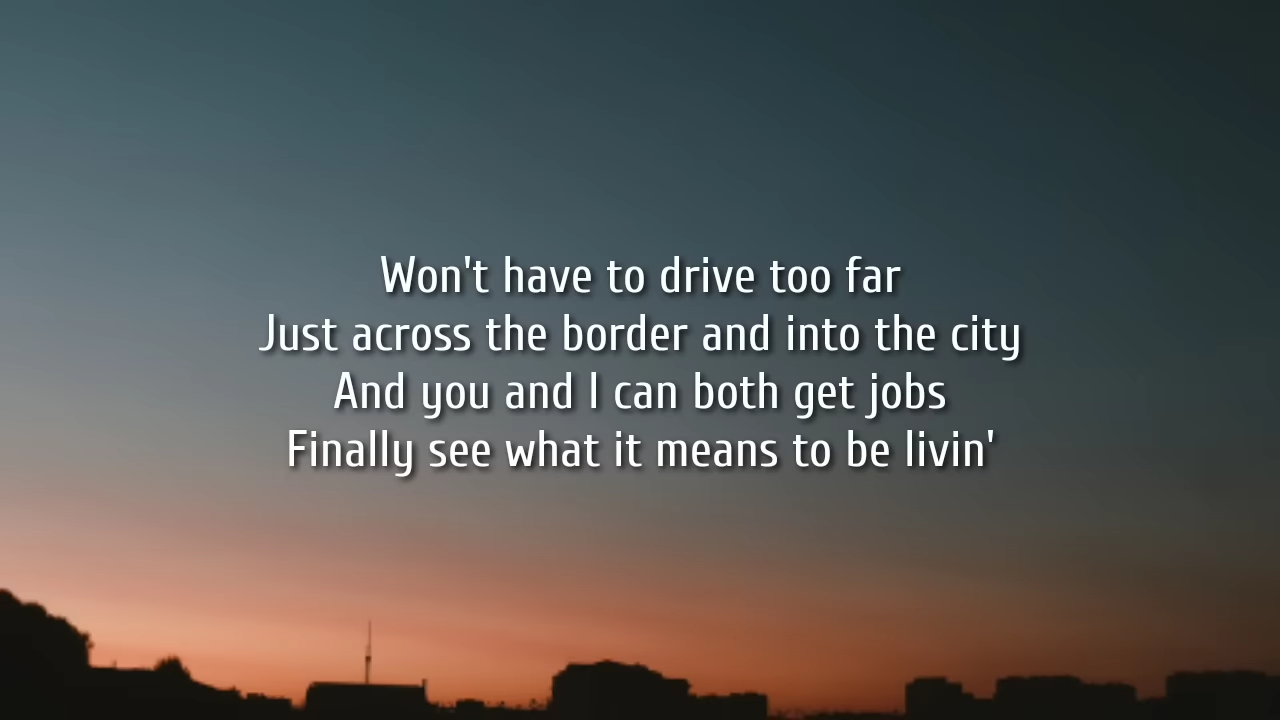 Won't have to drive too far
Just across the border and into the city
And you and I can both get jobs
Finally see what it means to be livin'